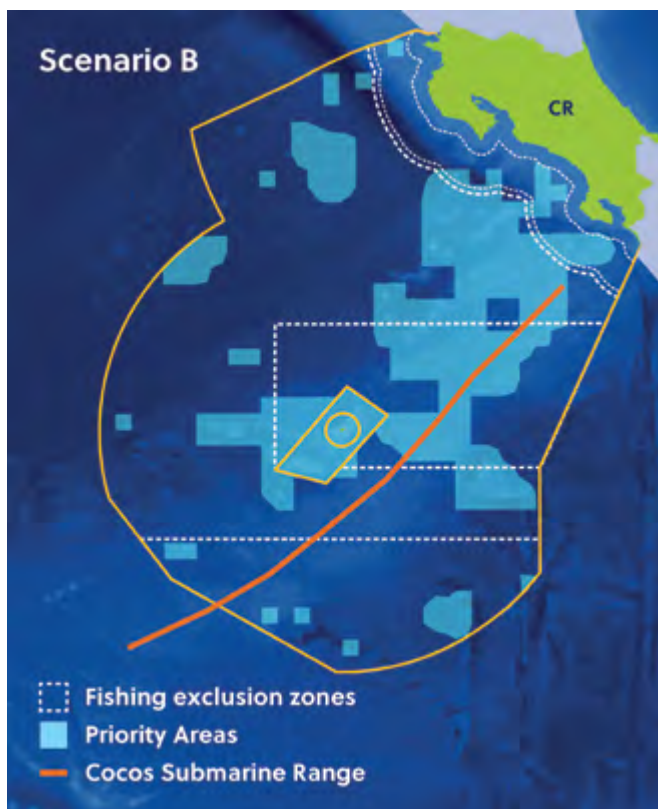 Scenario B
CR
Fishing exclusion zones
Priority Areas
Cocos Submarine Range